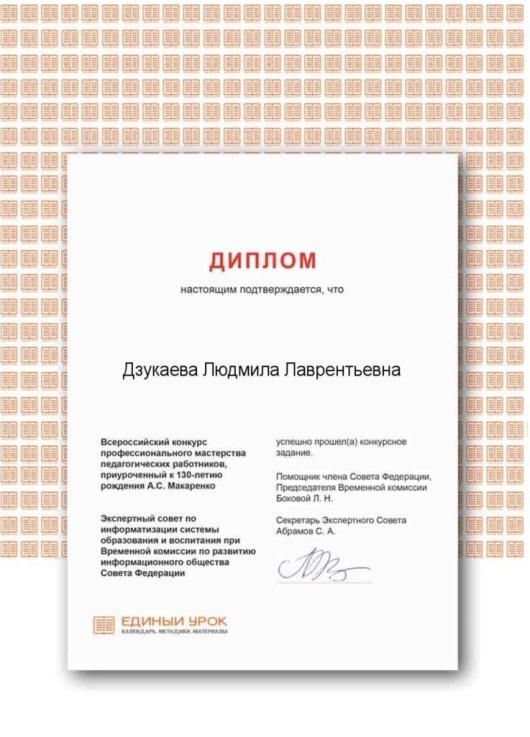 ДИПЛОМ
настоящим подтверждается, что
Дзукаева Людмила Лаврентьевна
Всероссийский конкурс
профессионального мастерства
педагогических работников,
приуроченный к 130-летию
рождения А.С. Макаренко
успешно прошел(а) конкурсное
задание.
Помощник члена Совета Федерации,
Председателя Временной комиссии
Боковой Л. Н.
Экспертный совет по
информатизации системы
образования и воспитания при
Временной комиссии по развитию
информационного общества
Совета Федерации
Секретарь Экспертного Совета
Абрамов С. А.
ЕДИНЫЙ УРОК
КАЛЕНДАРЬ, МЕТОДИКИ, МАТЕРИАЛЫ